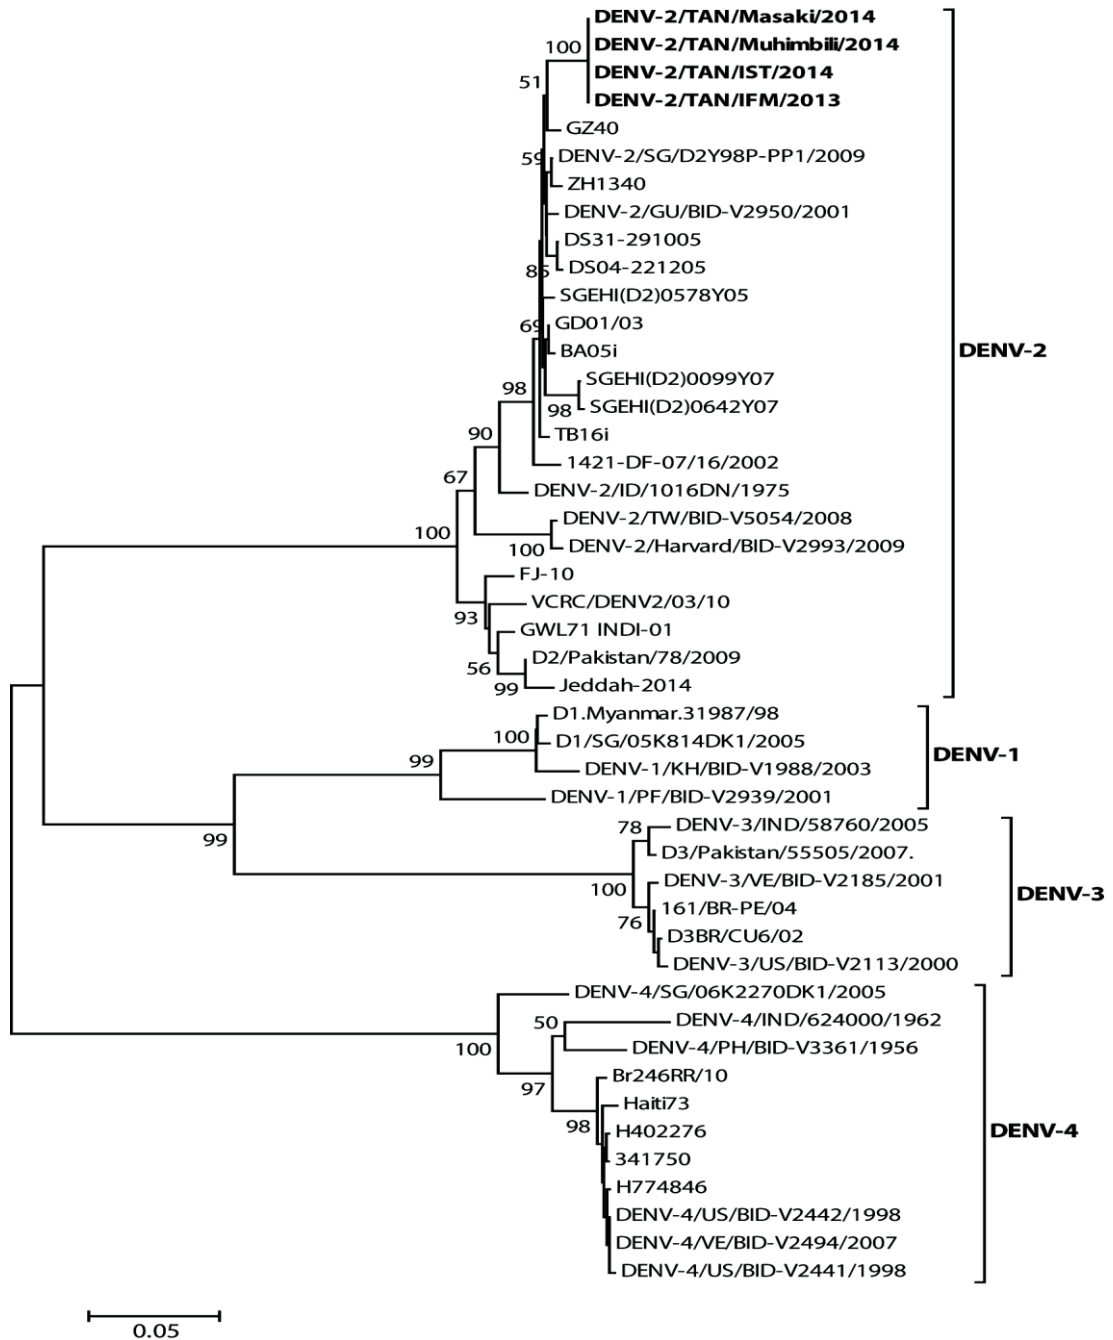 DENV-2/TAN/Masaki/2014
100
DENV-2/TAN/Muhimbili/2014
DENV-2/TAN/IST/2014
51
DENV-2/TAN/IFM/2013
GZ40
59
DENV-2/SG/D2Y98P-PP1/2009
ZH1340
DENV-2/GU/BID-V2950/2001
DS31-291005
85
DS04-221205
SGEHI(D2)0578Y05
69
GD01/03
BA05i
DENV-2
SGEHI(D2)0099Y07
98
98
SGEHI(D2)0642Y07
90
TB16i
1421-DF-07/16/2002
67
DENV-2/ID/1016DN/1975
DENV-2/TW/BID-V5054/2008
100
100
DENV-2/Harvard/BID-V2993/2009
FJ-10
VCRC/DENV2/03/10
93
GWL71 INDI-01
D2/Pakistan/78/2009
56
99
Jeddah-2014
D1.Myanmar.31987/98
100
D1/SG/05K814DK1/2005
DENV-1
99
DENV-1/KH/BID-V1988/2003
DENV-1/PF/BID-V2939/2001
99
78
DENV-3/IND/58760/2005
D3/Pakistan/55505/2007.
100
DENV-3/VE/BID-V2185/2001
DENV-3
161/BR-PE/04
76
D3BR/CU6/02
DENV-3/US/BID-V2113/2000
DENV-4/SG/06K2270DK1/2005
50
DENV-4/IND/624000/1962
100
DENV-4/PH/BID-V3361/1956
97
Br246RR/10
Haiti73
98
H402276
DENV-4
341750
H774846
DENV-4/US/BID-V2442/1998
DENV-4/VE/BID-V2494/2007
DENV-4/US/BID-V2441/1998
0.05